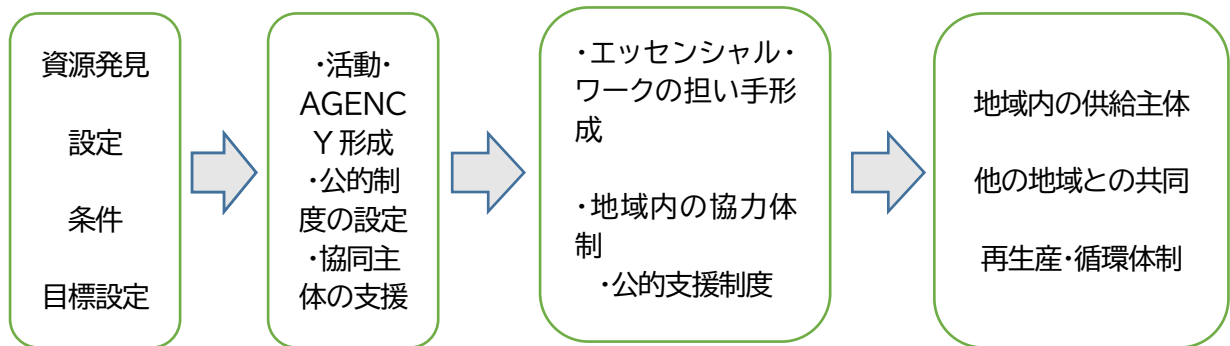 資源発見
設定
条件
目標設定
・活動・
AGENC
Y 形成
・公的制
度の設定
・協同主
体の支援
・エッセンシャル・
ワークの担い手形
成
・地域内の協力体
制
・公的支援制度
地域内の供給主体
他の地域との共同
再生産・循環体制